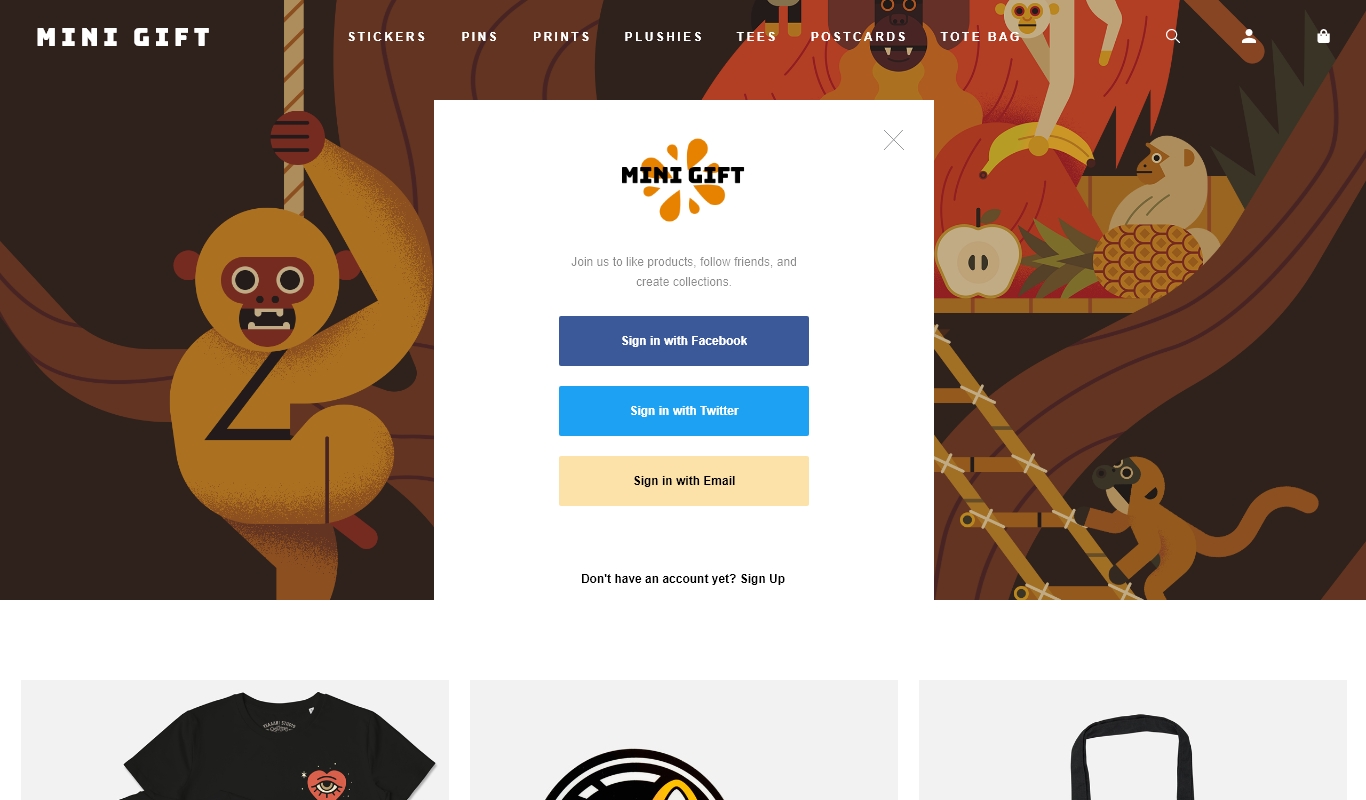 MINI GIFT
STICKERS PINS PRINTS PLUSHIES TEES POSTCARDS TOTE BAG
MINI GIFT
Join us to like products, follow friends, and
create collections.
Sign in with Facebook
Sign in with Twitter
Sign in with Email
Don't have an account yet? Sign Up